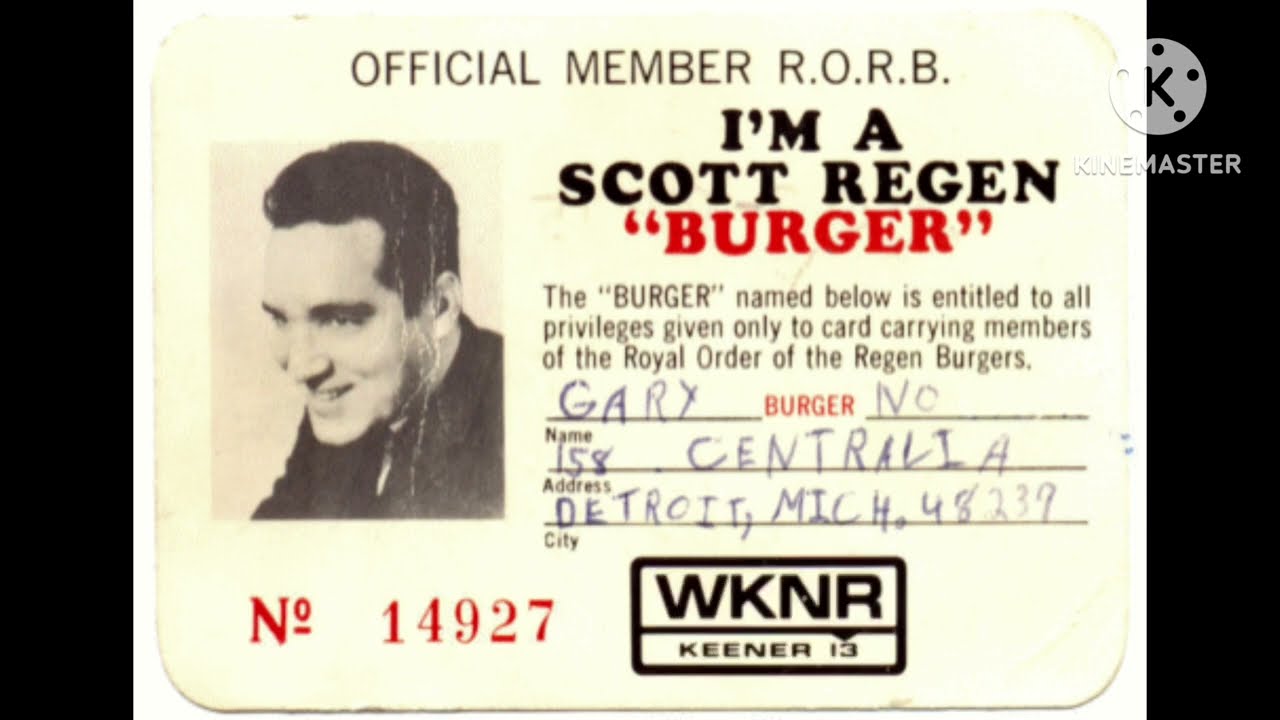 OFFICIAL MEMBER R.O.R.B.
I'M A
SCOTT REGEN
“BURGER”
The “BURGER” named below is entitled to all
privileges given only to card carrying members
of the Royal Order of the Regen Burgers.
GARY BURGER NO
Name
158 CENTRALIA
Address
DETROIT, MICH. 48239
City
Nº 14927
WKNR
KEENER 13
K
KINEMASTER